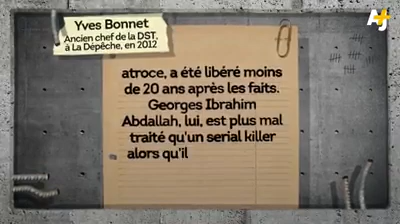 Yves Bonnet
Ancien chef de la DST,
à La Dépêche, en 2012
atroce, a été libéré moins
de 20 ans après les faits.
Georges Ibrahim
Abdallah, lui, est plus mal
traité qu'un serial killer
alors qu'il
AJ+